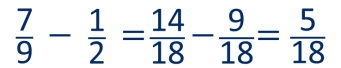 7/9 − 1/2 = 14/18 − 9/18 = 5/18